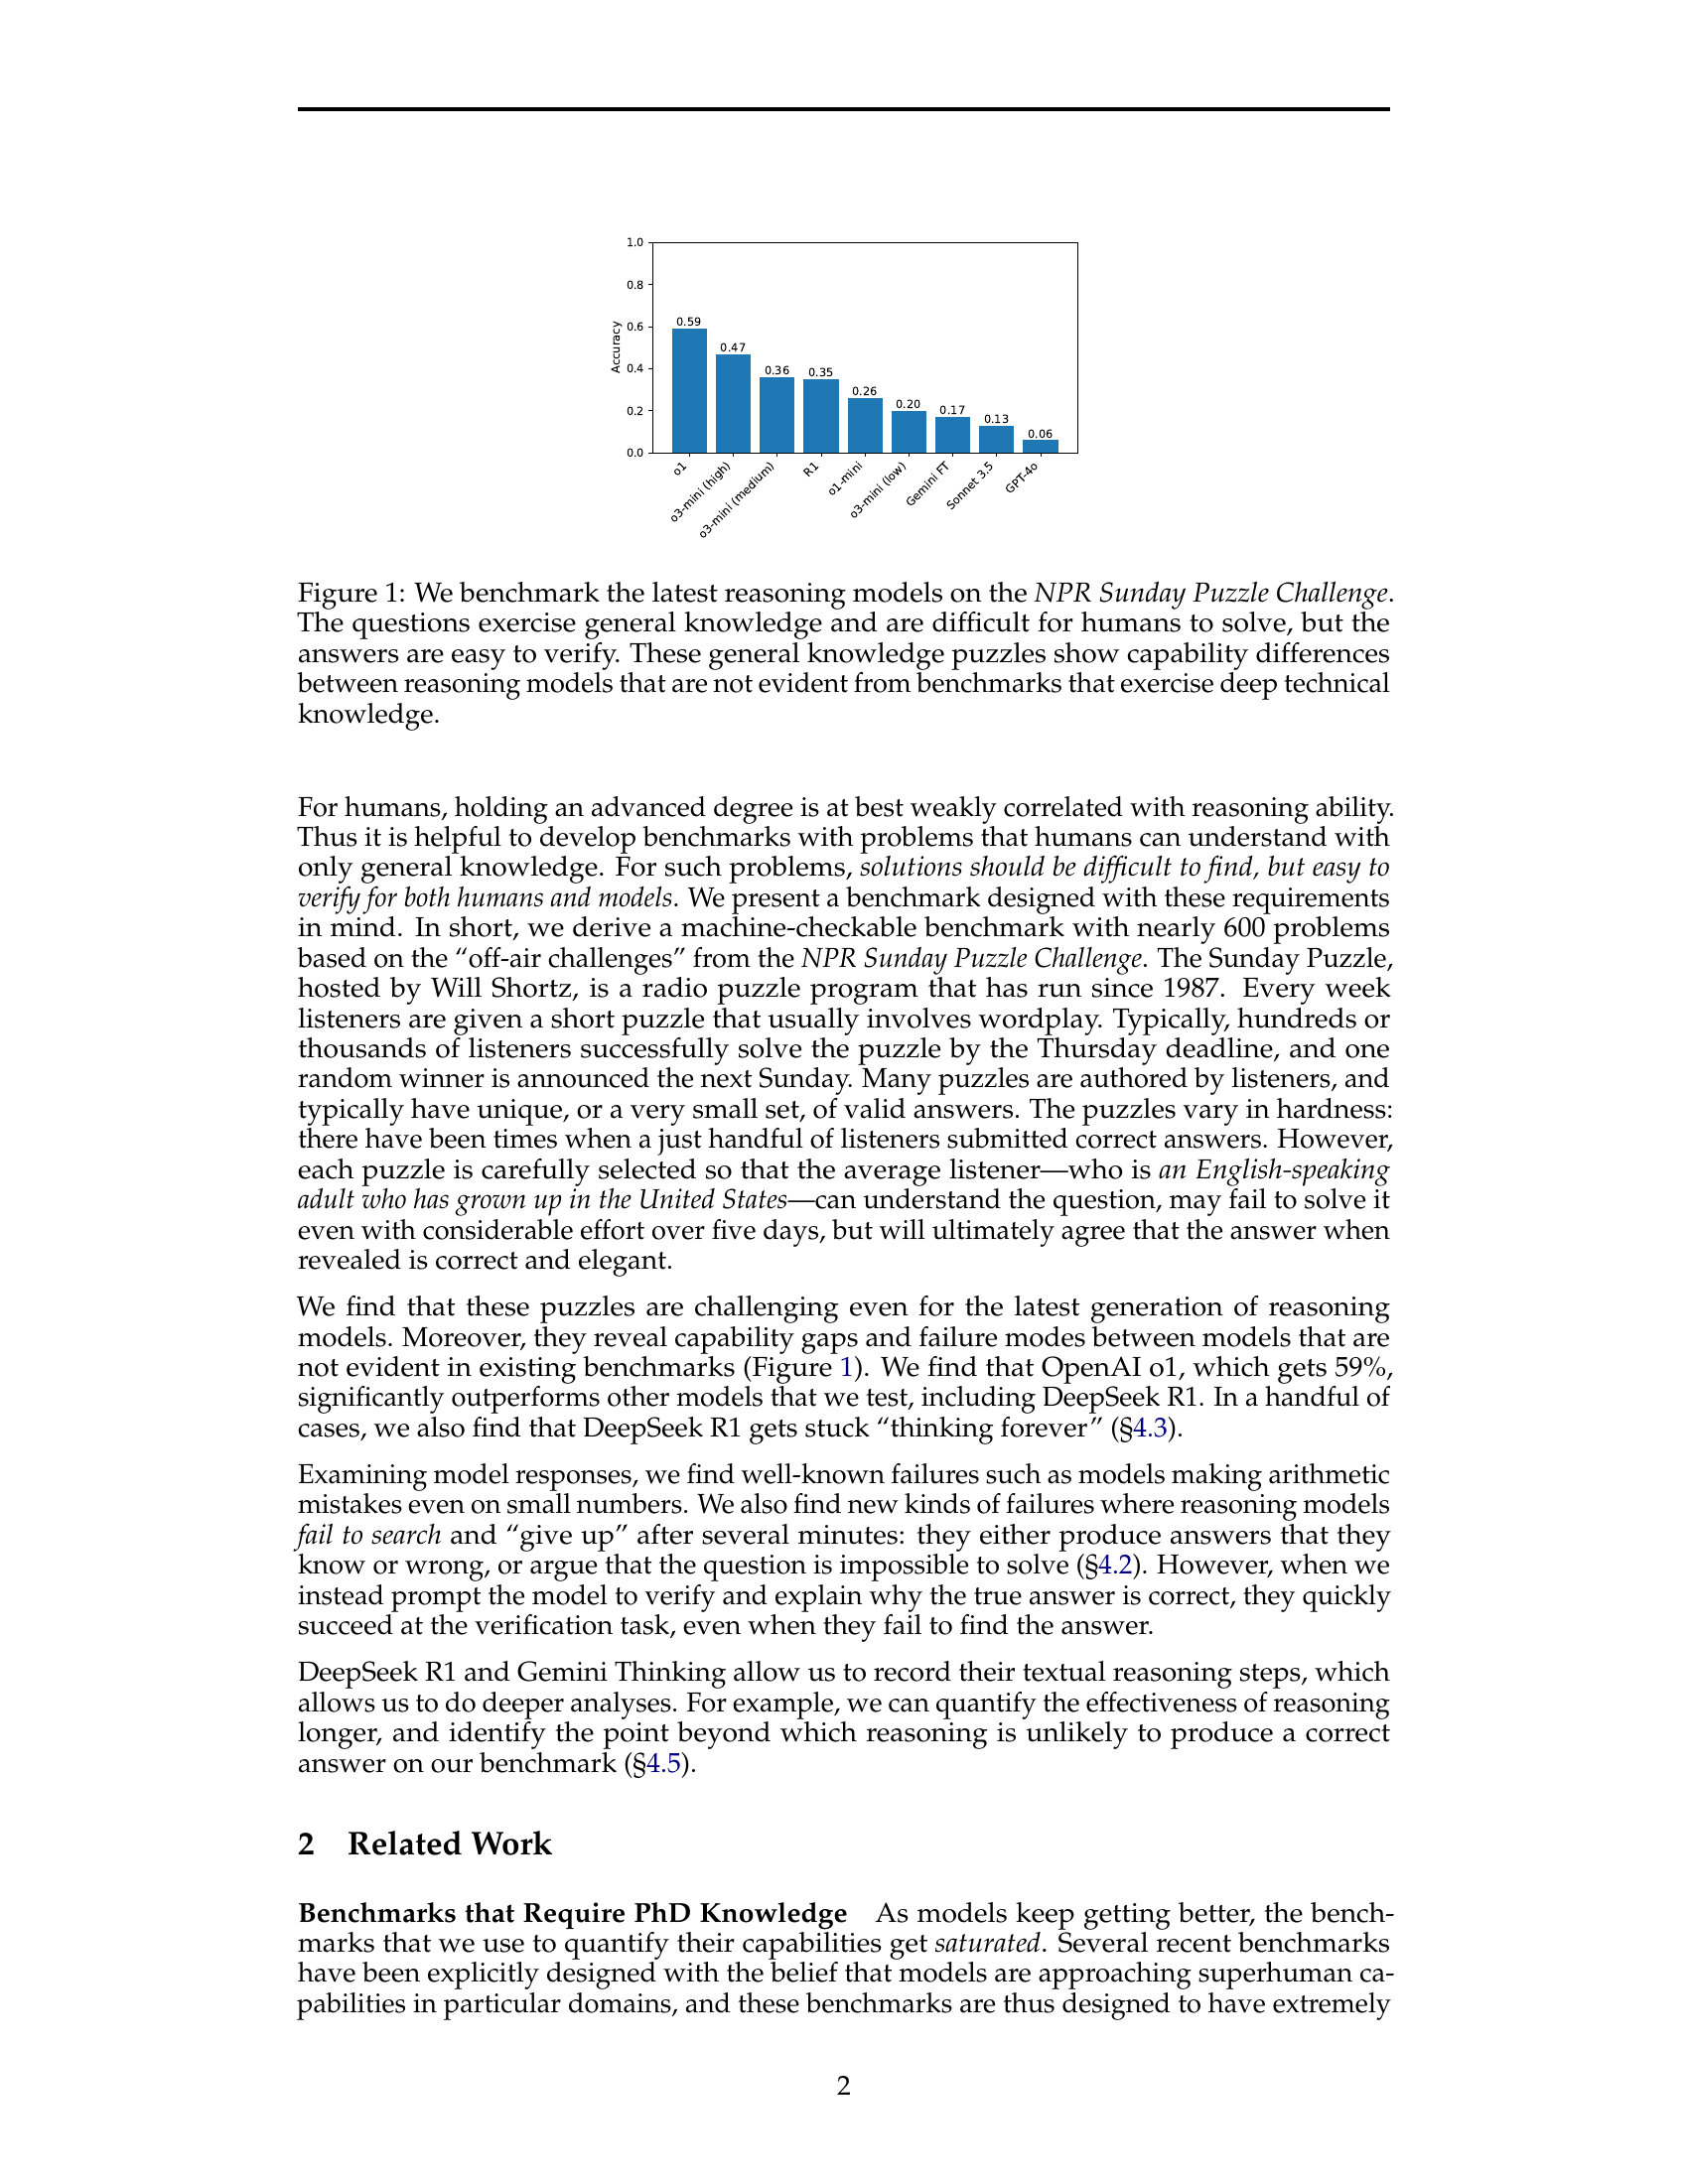 1.0
0.8
0.6
0.4
0.2
0.0
Accuracy
0.59
0.47
0.36
0.35
0.26
0.20
0.17
0.13
0.06
o1
o3-mini (high)
o3-mini (medium)
R1
o1-mini
o3-mini (low)
Gemini FT
Sonnet 3.5
GPT-4o
Figure 1: We benchmark the latest reasoning models on the NPR Sunday Puzzle Challenge.
The questions exercise general knowledge and are difficult for humans to solve, but the
answers are easy to verify. These general knowledge puzzles show capability differences
between reasoning models that are not evident from benchmarks that exercise deep technical
knowledge.
For humans, holding an advanced degree is at best weakly correlated with reasoning ability.
Thus it is helpful to develop benchmarks with problems that humans can understand with
only general knowledge. For such problems, solutions should be difficult to find, but easy to
verify for both humans and models. We present a benchmark designed with these requirements
in mind. In short, we derive a machine-checkable benchmark with nearly 600 problems
based on the “off-air challenges” from the NPR Sunday Puzzle Challenge. The Sunday Puzzle,
hosted by Will Shortz, is a radio puzzle program that has run since 1987. Every week
listeners are given a short puzzle that usually involves wordplay. Typically, hundreds or
thousands of listeners successfully solve the puzzle by the Thursday deadline, and one
random winner is announced the next Sunday. Many puzzles are authored by listeners, and
typically have unique, or a very small set, of valid answers. The puzzles vary in hardness:
there have been times when a just handful of listeners submitted correct answers. However,
each puzzle is carefully selected so that the average listener—who is an English-speaking
adult who has grown up in the United States—can understand the question, may fail to solve it
even with considerable effort over five days, but will ultimately agree that the answer when
revealed is correct and elegant.
We find that these puzzles are challenging even for the latest generation of reasoning
models. Moreover, they reveal capability gaps and failure modes between models that are
not evident in existing benchmarks (Figure 1). We find that OpenAI o1, which gets 59%,
significantly outperforms other models that we test, including DeepSeek R1. In a handful of
cases, we also find that DeepSeek R1 gets stuck “thinking forever” (§4.3).
Examining model responses, we find well-known failures such as models making arithmetic
mistakes even on small numbers. We also find new kinds of failures where reasoning models
fail to search and “give up” after several minutes: they either produce answers that they
know or wrong, or argue that the question is impossible to solve (§4.2). However, when we
instead prompt the model to verify and explain why the true answer is correct, they quickly
succeed at the verification task, even when they fail to find the answer.
DeepSeek R1 and Gemini Thinking allow us to record their textual reasoning steps, which
allows us to do deeper analyses. For example, we can quantify the effectiveness of reasoning
longer, and identify the point beyond which reasoning is unlikely to produce a correct
answer on our benchmark (§4.5).
2 Related Work
Benchmarks that Require PhD Knowledge As models keep getting better, the bench-
marks that we use to quantify their capabilities get saturated. Several recent benchmarks
have been explicitly designed with the belief that models are approaching superhuman ca-
pabilities in particular domains, and these benchmarks are thus designed to have extremely
2